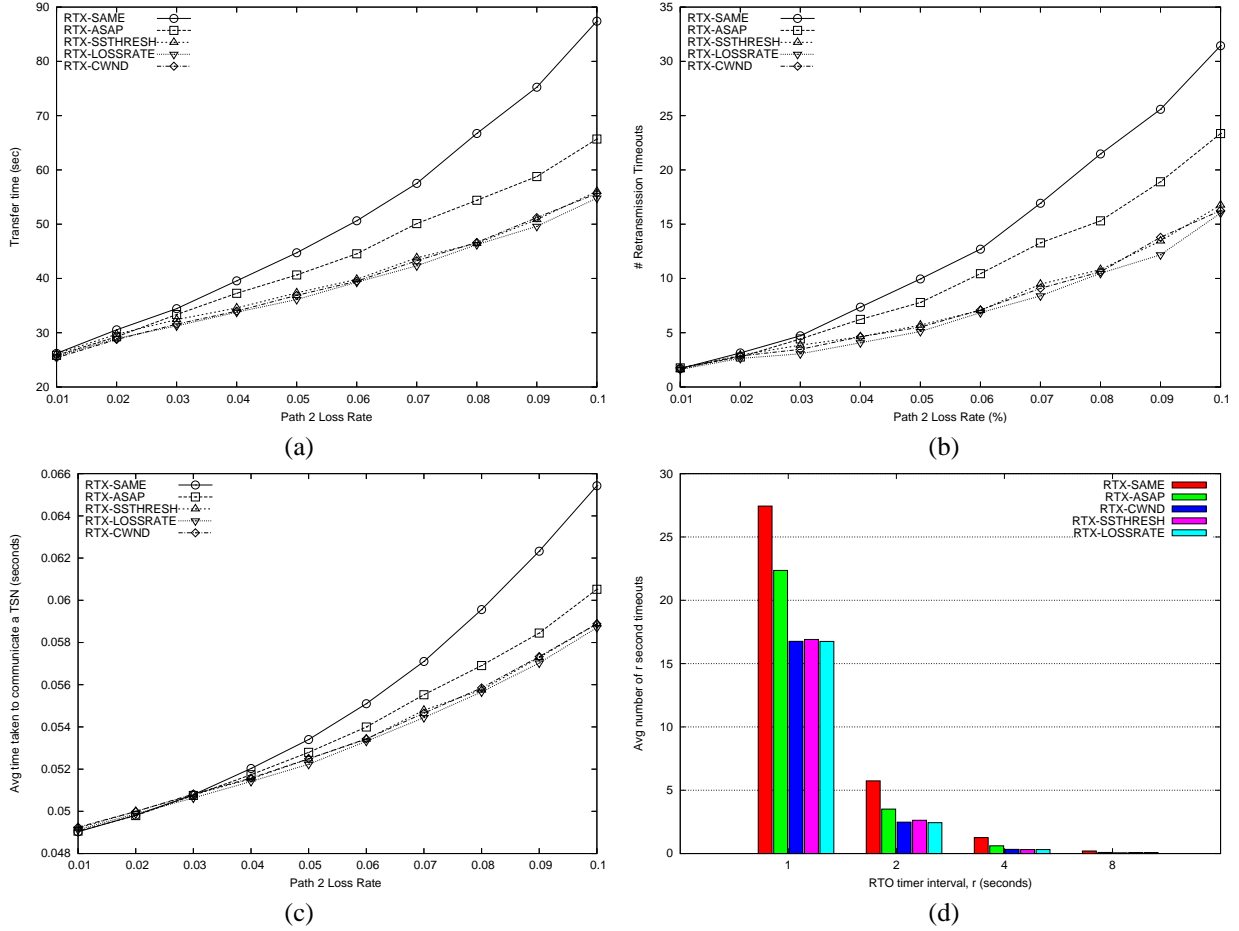 90
80
70
60
50
40
30
20
Transfer time (sec)
RTX-SAME
RTX-ASAP
RTX-SSTHRESH
RTX-LOSSRATE
RTX-CWND
0.01 0.02 0.03 0.04 0.05 0.06 0.07 0.08 0.09 0.1
Path 2 Loss Rate
(a)
35
30
25
20
15
10
5
0
# Retransmission Timeouts
RTX-SAME
RTX-ASAP
RTX-SSTHRESH
RTX-LOSSRATE
RTX-CWND
0.01 0.02 0.03 0.04 0.05 0.06 0.07 0.08 0.09 0.1
Path 2 Loss Rate (%)
(b)
0.066
0.064
0.062
0.06
0.058
0.056
0.054
0.052
0.05
0.048
Avg time taken to communicate a TSN (seconds)
RTX-SAME
RTX-ASAP
RTX-SSTHRESH
RTX-LOSSRATE
RTX-CWND
0.01 0.02 0.03 0.04 0.05 0.06 0.07 0.08 0.09 0.1
Path 2 Loss Rate
(c)
30
25
20
15
10
5
0
Avg number of r second timeouts
RTX-SAME
RTX-ASAP
RTX-CWND
RTX-SSTHRESH
RTX-LOSSRATE
1 2 4 8
RTO timer interval, r (seconds)
(d)